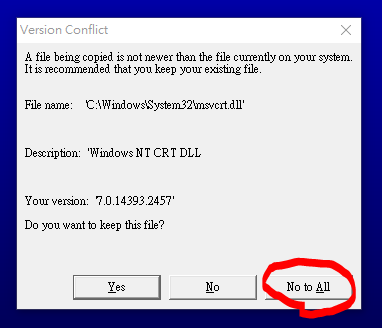 Version Conflict
A file being copied is not newer than the file currently on your system.
It is recommended that you keep your existing file.
File name: 'C:\Windows\System32\msvcrt.dll'
Description: 'Windows NT CRT DLL
Your version: '7.0.14393.2457'
Do you want to keep this file?
Yes No No to All